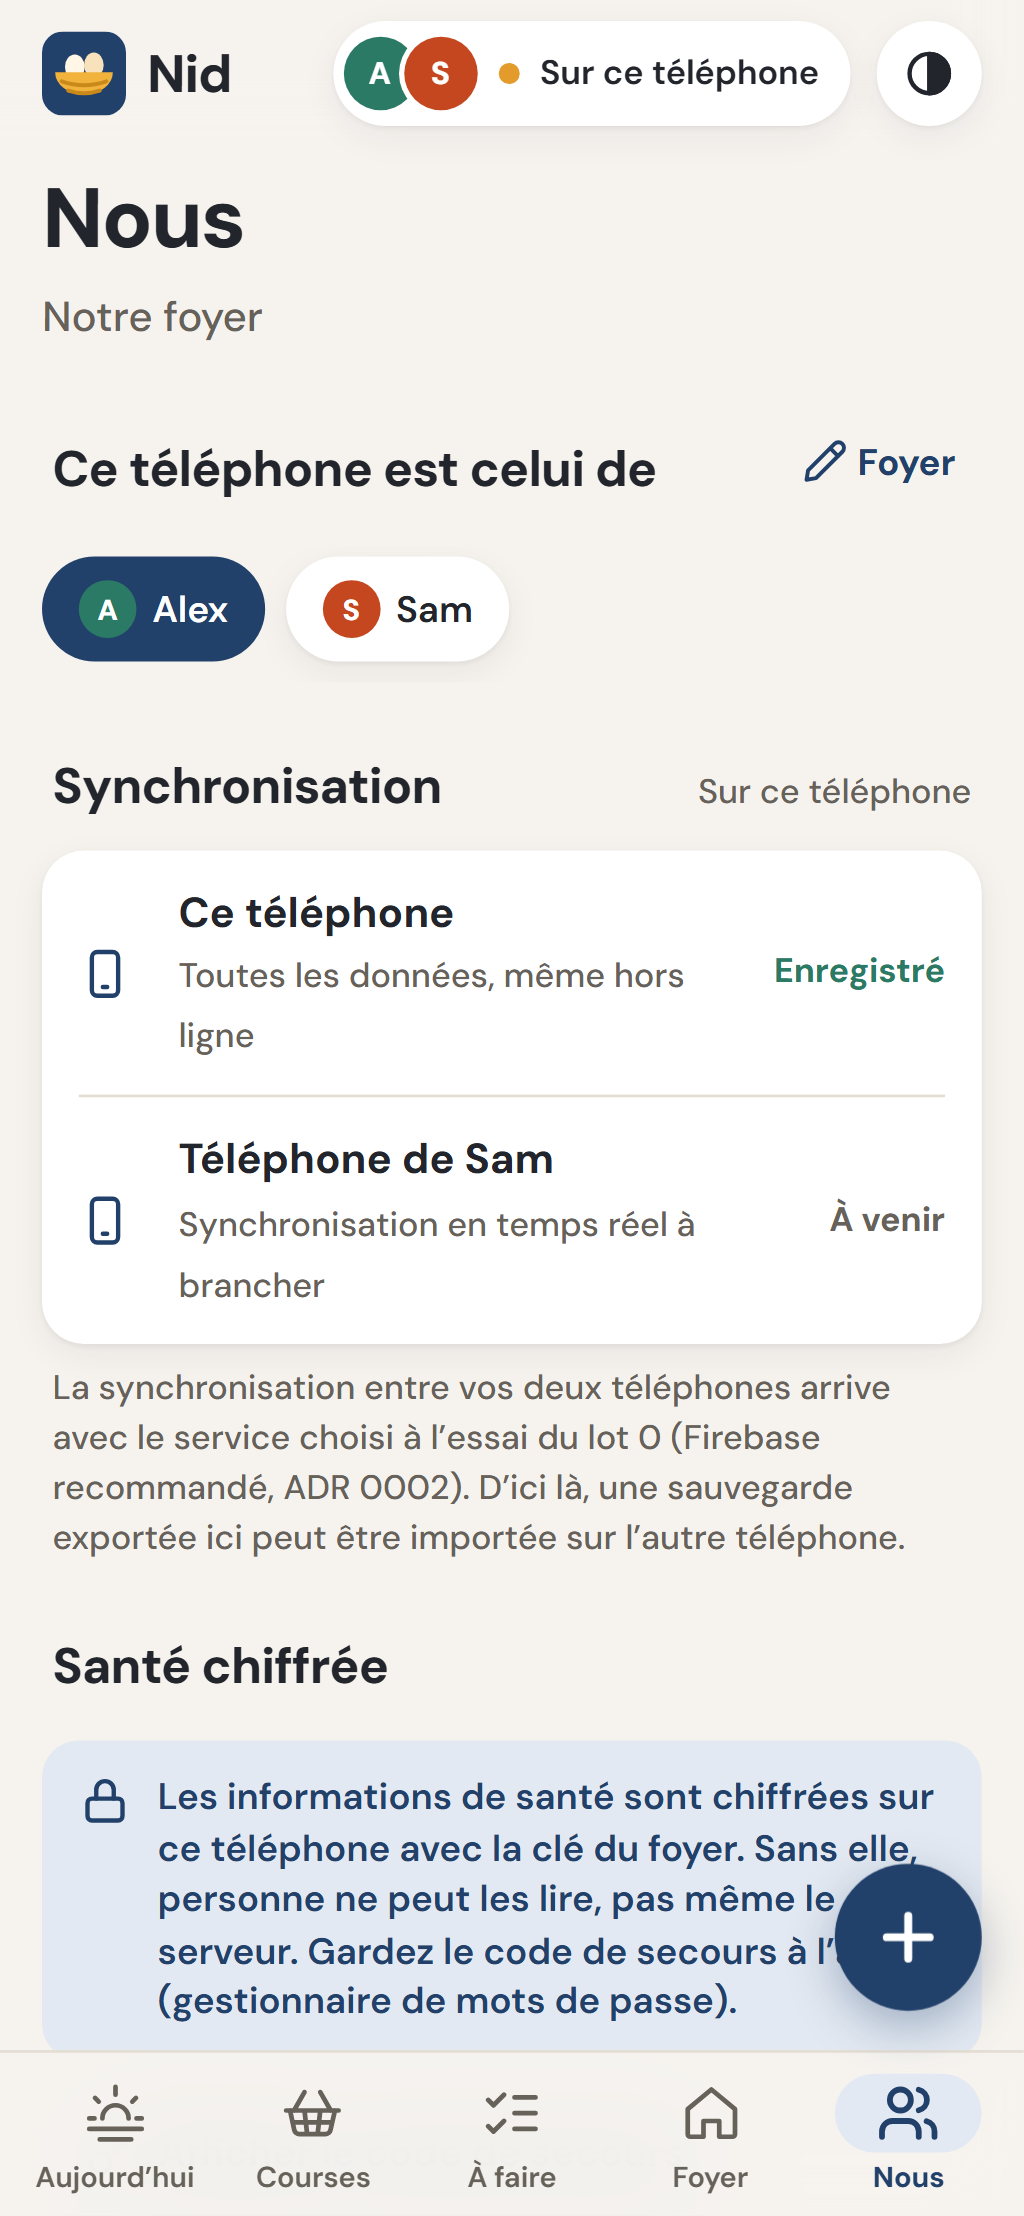 Nid
A S Sur ce téléphone
Nous
Notre foyer
Ce téléphone est celui de
Foyer
A Alex
S Sam
Synchronisation
Sur ce téléphone
Ce téléphone
Toutes les données, même hors
ligne
Enregistré
Téléphone de Sam
Synchronisation en temps réel à
brancher
À venir
La synchronisation entre vos deux téléphones arrive
avec le service choisi à l’essai du lot 0 (Firebase
recommandé, ADR 0002). D’ici là, une sauvegarde
exportée ici peut être importée sur l’autre téléphone.
Santé chiffrée
Les informations de santé sont chiffrées sur
ce téléphone avec la clé du foyer. Sans elle,
personne ne peut les lire, pas même le
serveur. Gardez le code de secours à
(gestionnaire de mots de passe).
Aujourd’hui
Courses
À faire
Foyer
Nous